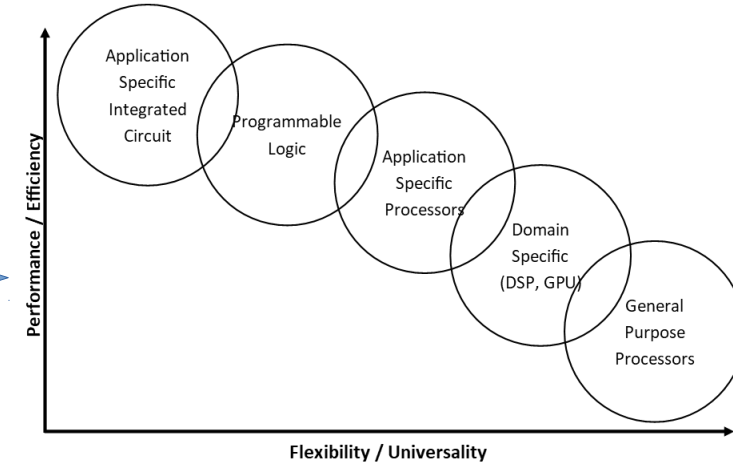 Application
Specific
Integrated
Circuit
Programmable
Logic
Application
Specific
Processors
Domain
Specific
(DSP, GPU)
General
Purpose
Processors
Performance / Efficiency
Flexibility / Universality